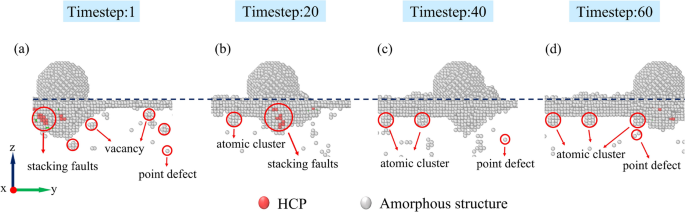 Timestep:1
Timestep:20
Timestep:40
Timestep:60
(a)
(b)
(c)
(d)
stacking faults
vacancy
point defect
atomic cluster
stacking faults
atomic cluster
point defect
atomic cluster
point defect
z
x
y
HCP
Amorphous structure